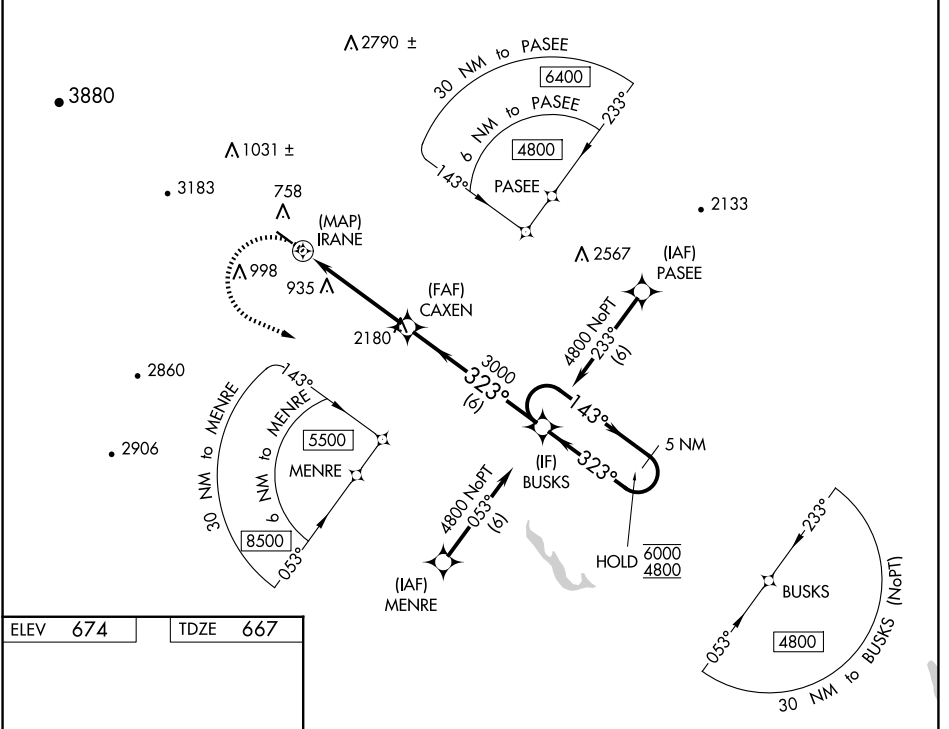 2790 ±
30 NM to PASEE
6400
6 NM to PASEE
4800
233°
143°
PASEE
3880
1031 ±
3183
758
(MAP)
IRANE
998
935
(FAF)
CAXEN
2180
2133
2567
(IAF)
PASEE
4800 NoPT
233°
(6)
3000
323°
(6)
143°
323°
5 NM
(IF)
BUSKS
HOLD
6000
4800
2860
2906
30 NM to MENRE
6 NM to MENRE
143°
5500
MENRE
8500
053°
4800 NoPT
053°
(6)
(IAF)
MENRE
233°
BUSKS
4800
053°
30 NM to BUSKS (NoPT)
ELEV 674
TDZE 667